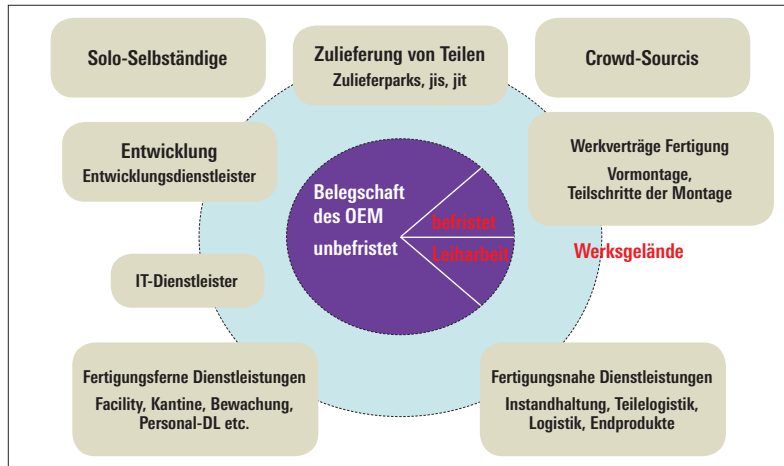 Solo-Selbständige
Zulieferung von Teilen
Zulieferparks, jis, jit
Crowd-Sourcis
Entwicklung
Entwicklungsdienstleister
Werkverträge Fertigung
Vormontage,
Teilschritte der Montage
Belegschaft
des OEM
unbefristet
befristet
Leiharbeit
Werksgelände
IT-Dienstleister
Fertigungsferne Dienstleistungen
Facility, Kantine, Bewachung,
Personal-DL etc.
Fertigungsnahe Dienstleistungen
Instandhaltung, Teilelogistik,
Logistik, Endprodukte